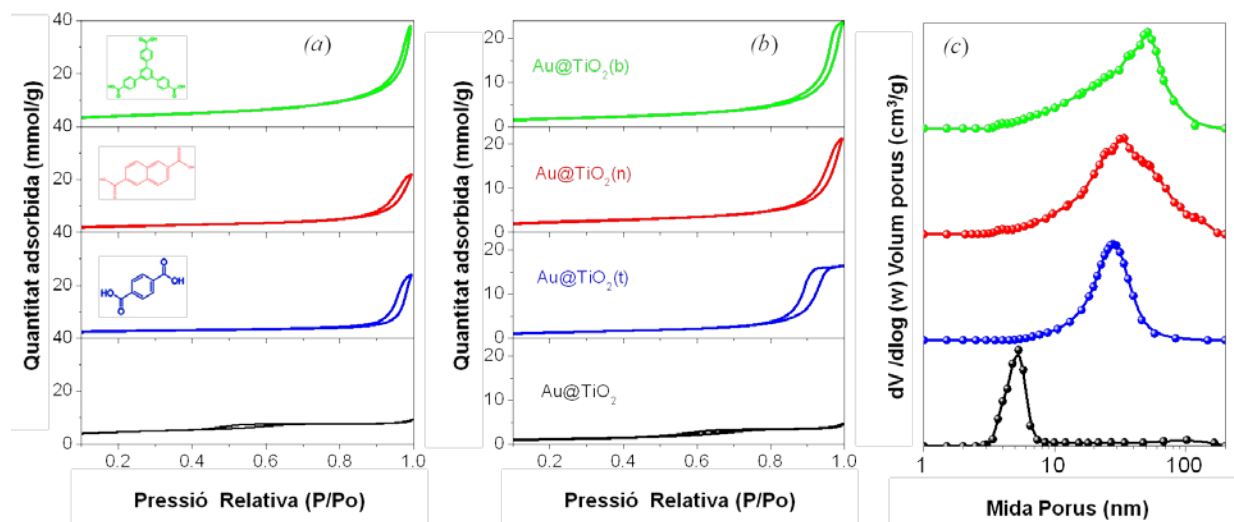 (a)
(b)
(c)
Quantitat adsorbida (mmol/g)
40
20
40
20
40
20
40
20
0
O
OH
HO
O
0.2 0.4 0.6 0.8 1.0
Pressió Relativa (P/Po)
Quantitat adsorbida (mmol/g)
20
10
0
20
10
0
20
10
0
20
10
0
Au@TiO₂(b)
Au@TiO₂(n)
Au@TiO₂(t)
Au@TiO₂
0.2 0.4 0.6 0.8 1.0
Pressió Relativa (P/Po)
dV /dlog (w) Volum porus (cm³/g)
1 10 100
Mida Porus (nm)